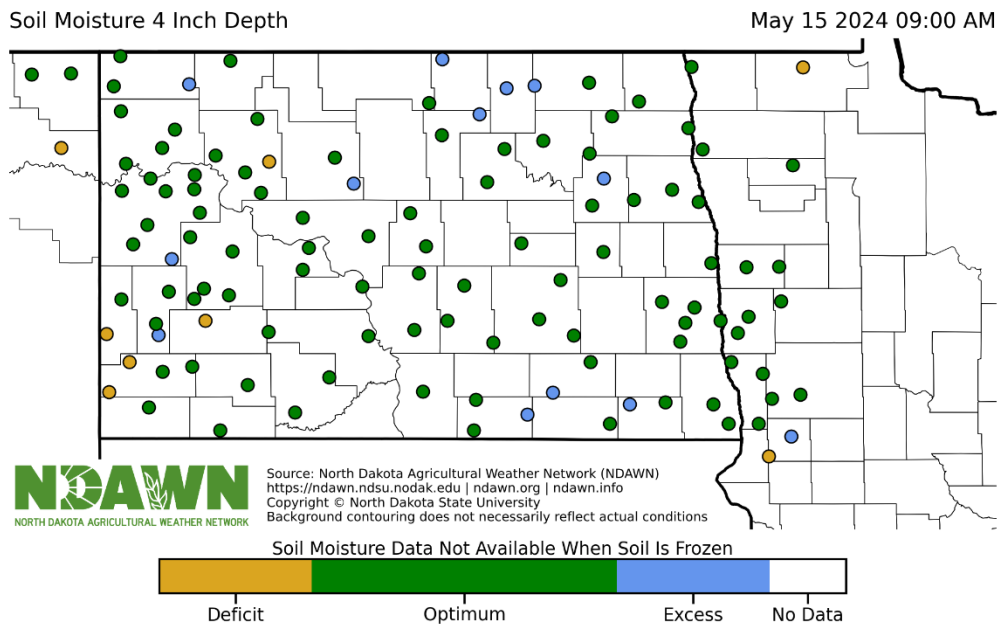 Soil Moisture 4 Inch Depth
May 15 2024 09:00 AM
NDAWN
NORTH DAKOTA AGRICULTURAL WEATHER NETWORK
Source: North Dakota Agricultural Weather Network (NDAWN)
https://ndawn.ndsu.nodak.edu | ndawn.org | ndawn.info
Copyright © North Dakota State University
Background contouring does not necessarily reflect actual conditions
Soil Moisture Data Not Available When Soil Is Frozen
Deficit Optimum Excess No Data